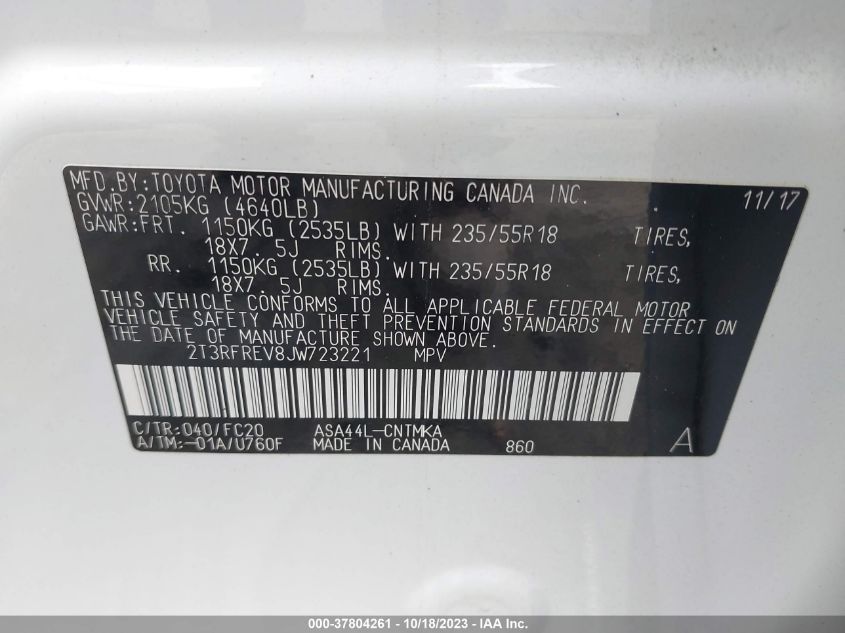 MFD.BY:TOYOTA MOTOR MANUFACTURING CANADA INC. 11/17
GVWR:2105KG (4640LB)
GAWR:FRT. 1150KG (2535LB) WITH 235/55R18 TIRES,
18X7. 5J RIMS.
RR. 1150KG (2535LB) WITH 235/55R18 TIRES,
18X7. 5J RIMS.
THIS VEHICLE CONFORMS TO ALL APPLICABLE FEDERAL MOTOR
VEHICLE SAFETY AND THEFT PREVENTION STANDARDS IN EFFECT ON
THE DATE OF MANUFACTURE SHOWN ABOVE.
2T3RFREV8JW723221 MPV
C/TR:040/FC20 ASA44L-CNTMKA
A/TM:-01A/U760F MADE IN CANADA 860 A
000-37804261 - 10/18/2023 - IAA Inc.